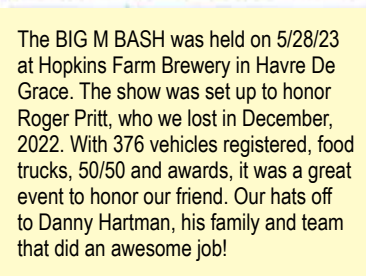 The BIG M BASH was held on 5/28/23
at Hopkins Farm Brewery in Havre De
Grace. The show was set up to honor
Roger Pritt, who we lost in December,
2022. With 376 vehicles registered, food
trucks, 50/50 and awards, it was a great
event to honor our friend. Our hats off
to Danny Hartman, his family and team
that did an awesome job!